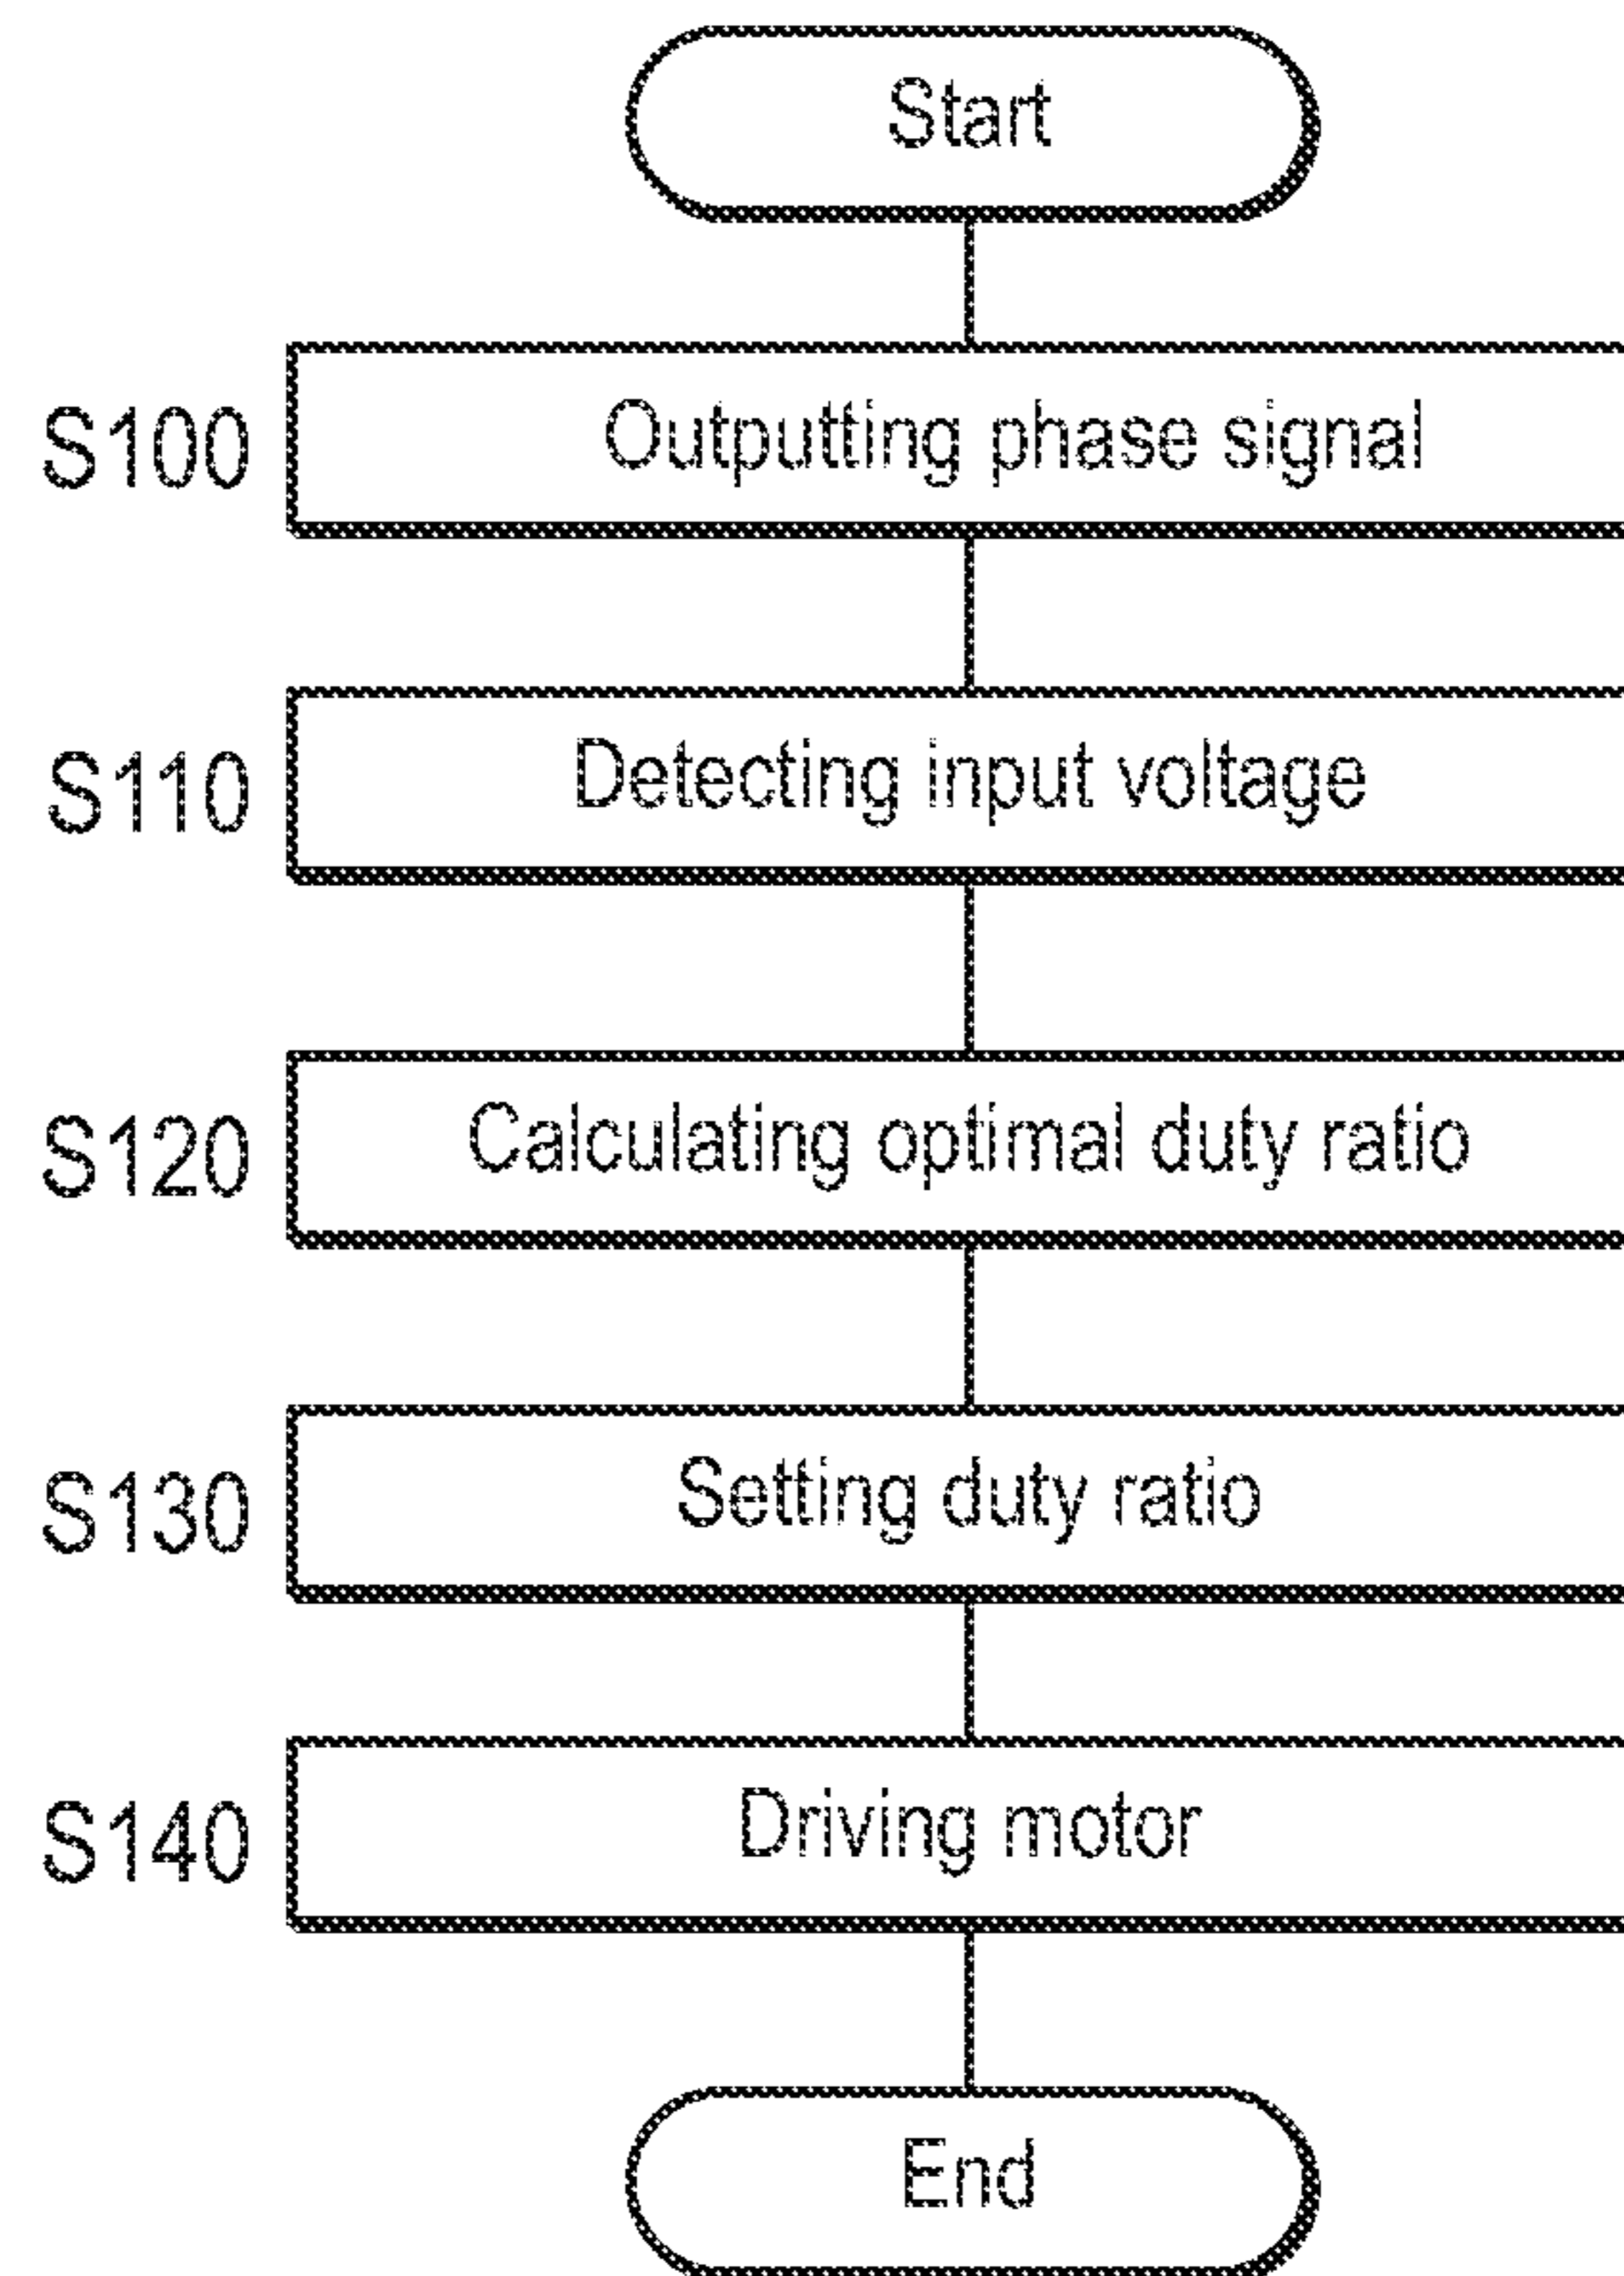 Start
S100 Outputting phase signal
S110 Detecting input voltage
S120 Calculating optimal duty ratio
S130 Setting duty ratio
S140 Driving motor
End